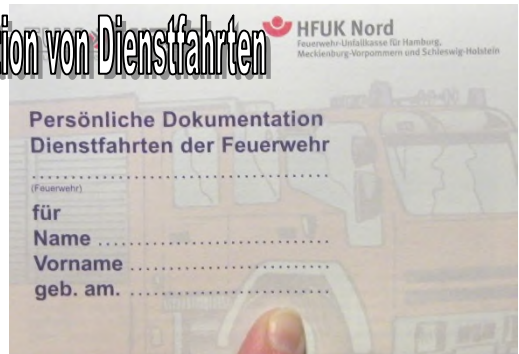 tion von Dienstfahrten
HFUK Nord
Feuerwehr-Unfallkasse für Hamburg,
Mecklenburg-Vorpommern und Schleswig-Holstein
Persönliche Dokumentation
Dienstfahrten der Feuerwehr
(Feuerwehr)
für
Name
Vorname
geb. am.